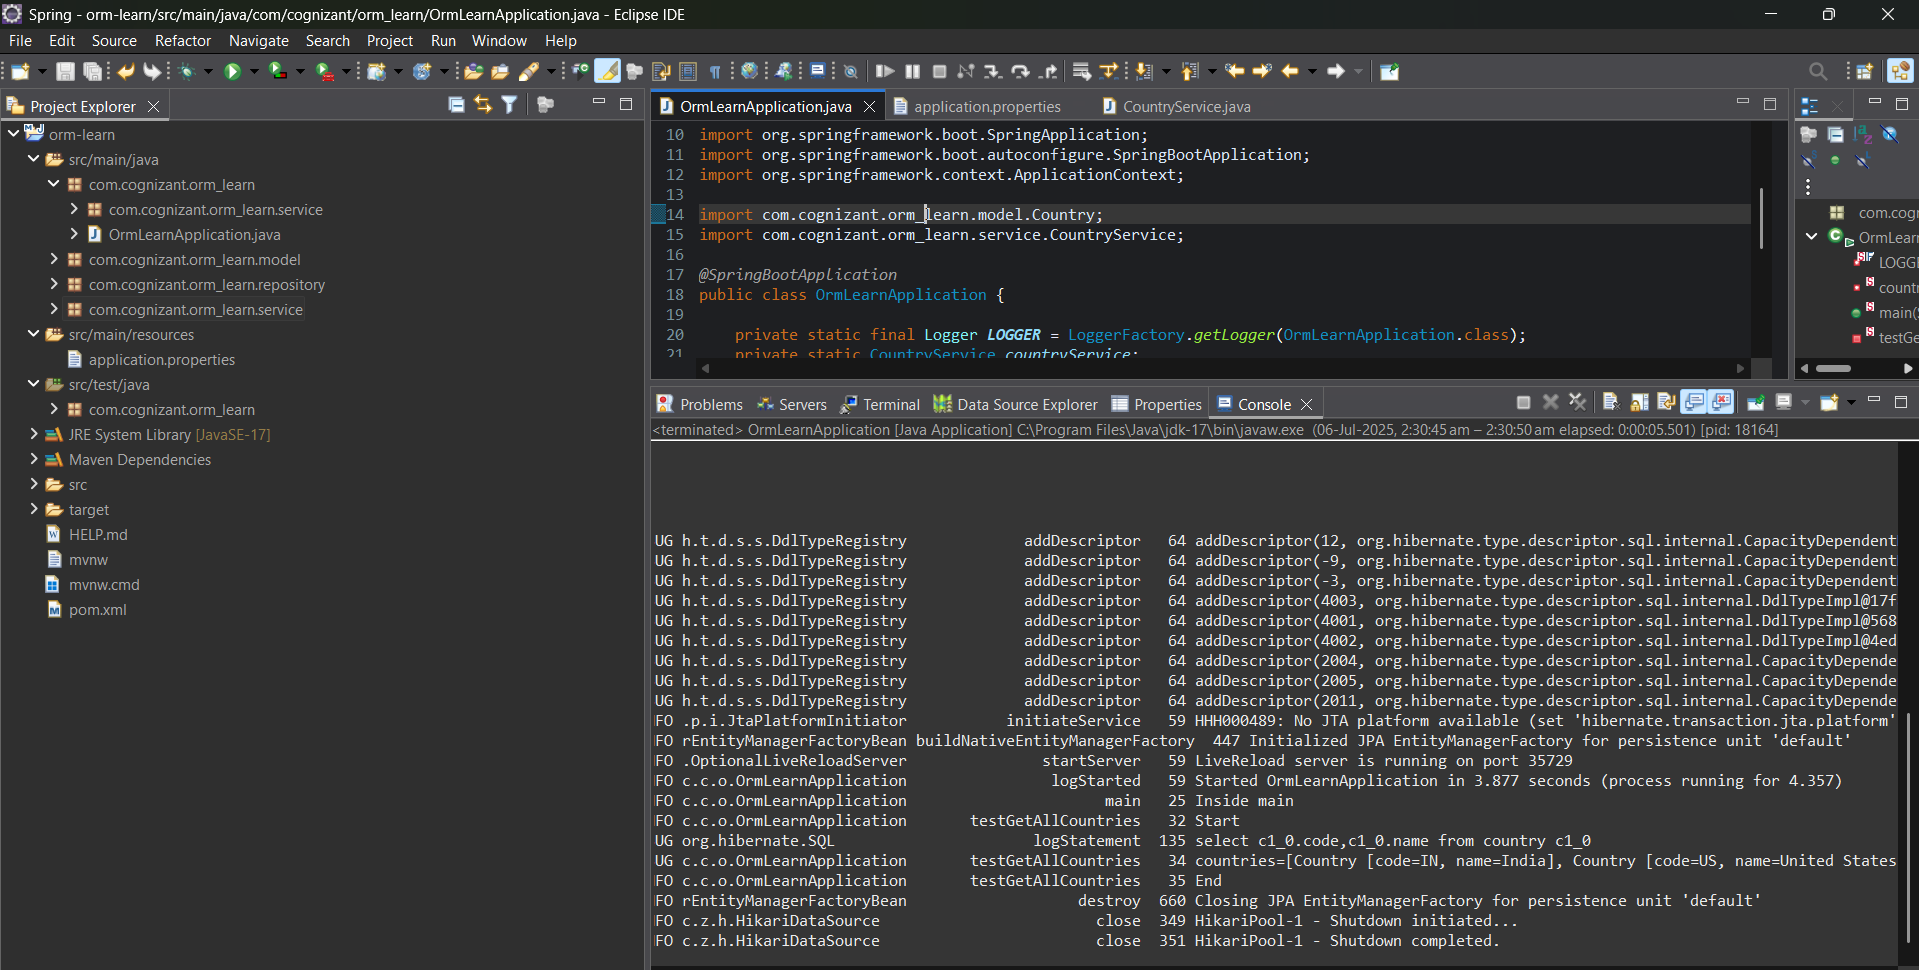 Spring - orm-learn/src/main/java/com/cognizant/orm_learn/OrmLearnApplication.java - Eclipse IDE
File Edit Source Refactor Navigate Search Project Run Window Help
Project Explorer
orm-learn
src/main/java
com.cognizant.orm_learn
com.cognizant.orm_learn.service
OrmLearnApplication.java
com.cognizant.orm_learn.model
com.cognizant.orm_learn.repository
com.cognizant.orm_learn.service
src/main/resources
application.properties
src/test/java
com.cognizant.orm_learn
JRE System Library [JavaSE-17]
Maven Dependencies
src
target
HELP.md
mvnw
mvnw.cmd
pom.xml
OrmLearnApplication.java application.properties CountryService.java
10 import org.springframework.boot.SpringApplication;
11 import org.springframework.boot.autoconfigure.SpringBootApplication;
12 import org.springframework.context.ApplicationContext;
13
14 import com.cognizant.orm_learn.model.Country;
15 import com.cognizant.orm_learn.service.CountryService;
16
17 @SpringBootApplication
18 public class OrmLearnApplication {
19
20 private static final Logger LOGGER = LoggerFactory.getLogger(OrmLearnApplication.class);
21 private static CountryService countryService;
com.cog
OrmLearn
LOGG
countr
main(
testGe
Problems Servers Terminal Data Source Explorer Properties Console
<terminated> OrmLearnApplication [Java Application] C:\Program Files\Java\jdk-17\bin\javaw.exe (06-Jul-2025, 2:30:45 am – 2:30:50 am elapsed: 0:00:05.501) [pid: 18164]
UG h.t.d.s.s.DdlTypeRegistry addDescriptor 64 addDescriptor(12, org.hibernate.type.descriptor.sql.internal.CapacityDependent
UG h.t.d.s.s.DdlTypeRegistry addDescriptor 64 addDescriptor(-9, org.hibernate.type.descriptor.sql.internal.CapacityDependent
UG h.t.d.s.s.DdlTypeRegistry addDescriptor 64 addDescriptor(-3, org.hibernate.type.descriptor.sql.internal.CapacityDependent
UG h.t.d.s.s.DdlTypeRegistry addDescriptor 64 addDescriptor(4003, org.hibernate.type.descriptor.sql.internal.DdlTypeImpl@17f
UG h.t.d.s.s.DdlTypeRegistry addDescriptor 64 addDescriptor(4001, org.hibernate.type.descriptor.sql.internal.DdlTypeImpl@568
UG h.t.d.s.s.DdlTypeRegistry addDescriptor 64 addDescriptor(4002, org.hibernate.type.descriptor.sql.internal.DdlTypeImpl@4ed
UG h.t.d.s.s.DdlTypeRegistry addDescriptor 64 addDescriptor(2004, org.hibernate.type.descriptor.sql.internal.CapacityDepende
UG h.t.d.s.s.DdlTypeRegistry addDescriptor 64 addDescriptor(2005, org.hibernate.type.descriptor.sql.internal.CapacityDepende
UG h.t.d.s.s.DdlTypeRegistry addDescriptor 64 addDescriptor(2011, org.hibernate.type.descriptor.sql.internal.CapacityDepende
FO .p.i.JtaPlatformInitiator initiateService 59 HHH000489: No JTA platform available (set 'hibernate.transaction.jta.platform'
FO rEntityManagerFactoryBean buildNativeEntityManagerFactory 447 Initialized JPA EntityManagerFactory for persistence unit 'default'
FO .OptionalLiveReloadServer startServer 59 LiveReload server is running on port 35729
FO c.c.o.OrmLearnApplication logStarted 59 Started OrmLearnApplication in 3.877 seconds (process running for 4.357)
FO c.c.o.OrmLearnApplication main 25 Inside main
FO c.c.o.OrmLearnApplication testGetAllCountries 32 Start
UG org.hibernate.SQL logStatement 135 select c1_0.code,c1_0.name from country c1_0
UG c.c.o.OrmLearnApplication testGetAllCountries 34 countries=[Country [code=IN, name=India], Country [code=US, name=United States
FO c.c.o.OrmLearnApplication testGetAllCountries 35 End
FO rEntityManagerFactoryBean destroy 660 Closing JPA EntityManagerFactory for persistence unit 'default'
FO c.z.h.HikariDataSource close 349 HikariPool-1 - Shutdown initiated...
FO c.z.h.HikariDataSource close 351 HikariPool-1 - Shutdown completed.